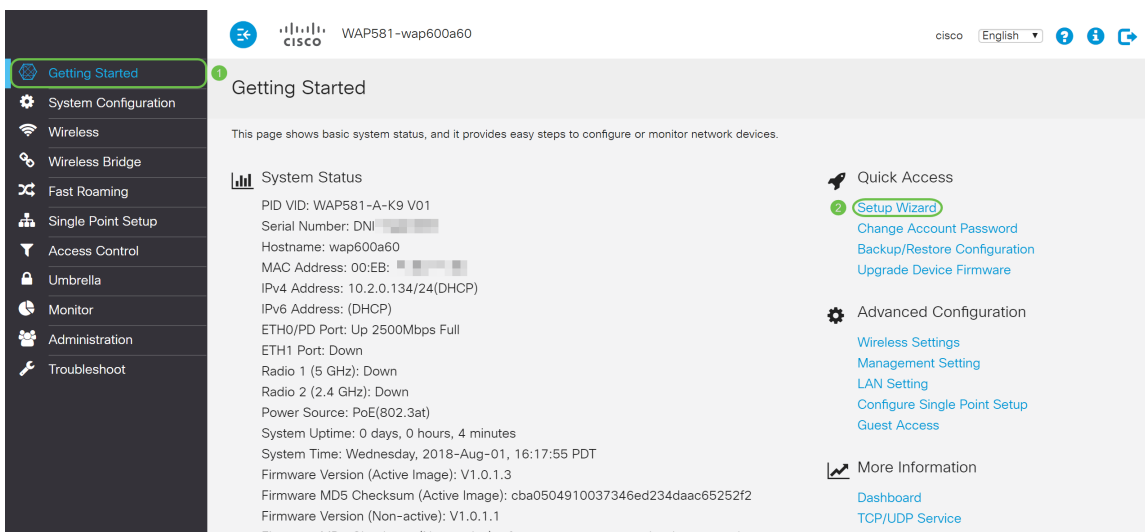 CISCO
WAP581-wap600a60
cisco
English
Getting Started
1
System Configuration
Wireless
Wireless Bridge
Fast Roaming
Single Point Setup
Access Control
Umbrella
Monitor
Administration
Troubleshoot
Getting Started
This page shows basic system status, and it provides easy steps to configure or monitor network devices.
System Status
PID VID: WAP581-A-K9 V01
Serial Number: DNI
Hostname: wap600a60
MAC Address: 00:EB:
IPv4 Address: 10.2.0.134/24(DHCP)
IPv6 Address: (DHCP)
ETH0/PD Port: Up 2500Mbps Full
ETH1 Port: Down
Radio 1 (5 GHz): Down
Radio 2 (2.4 GHz): Down
Power Source: PoE(802.3at)
System Uptime: 0 days, 0 hours, 4 minutes
System Time: Wednesday, 2018-Aug-01, 16:17:55 PDT
Firmware Version (Active Image): V1.0.1.3
Firmware MD5 Checksum (Active Image): cba0504910037346ed234daac65252f2
Firmware Version (Non-active): V1.0.1.1
Quick Access
2 Setup Wizard
Change Account Password
Backup/Restore Configuration
Upgrade Device Firmware
Advanced Configuration
Wireless Settings
Management Setting
LAN Setting
Configure Single Point Setup
Guest Access
More Information
Dashboard
TCP/UDP Service